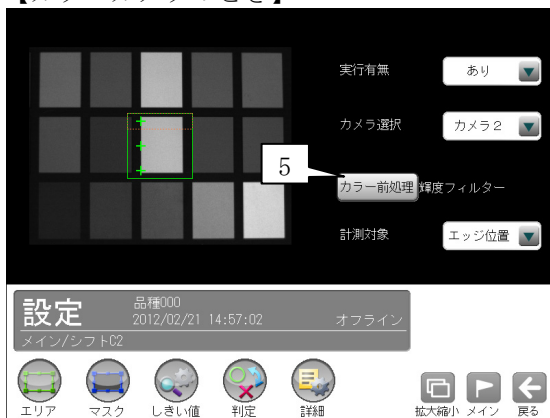 実行有無 あり
カメラ選択 カメラ2
5
カラー前処理 輝度フィルター
計測対象 エッジ位置
設定
品種000
2012/02/21 14:57:02 オフライン
メイン/シフトC2
エリア マスク しきい値 判定 詳細 拡大縮小 メイン 戻る